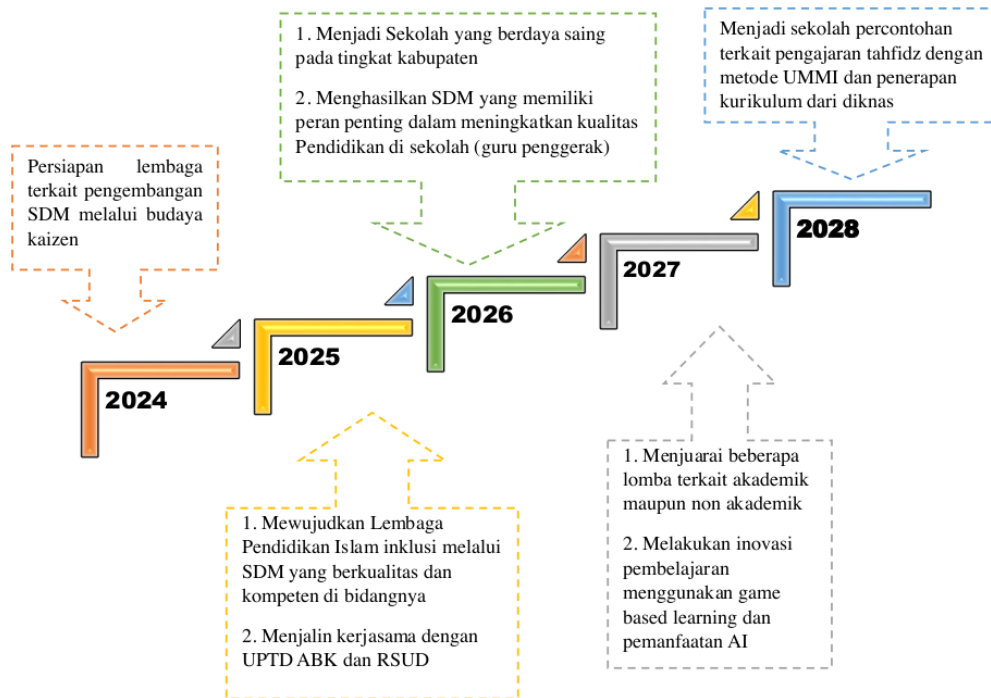 Persiapan lembaga
terkait pengembangan
SDM melalui budaya
kaizen
2024
1. Mewujudkan Lembaga
Pendidikan Islam inklusi melalui
SDM yang berkualitas dan
kompeten di bidangnya
2. Menjalin kerjasama dengan
UPTD ABK dan RSUD
2025
1. Menjadi Sekolah yang berdaya saing
pada tingkat kabupaten
2. Menghasilkan SDM yang memiliki
peran penting dalam meningkatkan kualitas
Pendidikan di sekolah (guru penggerak)
2026
1. Menjuarai beberapa
lomba terkait akademik
maupun non akademik
2. Melakukan inovasi
pembelajaran
menggunakan game
based learning dan
pemanfaatan AI
2027
Menjadi sekolah percontohan
terkait pengajaran tahfidz dengan
metode UMMI dan penerapan
kurikulum dari diknas
2028